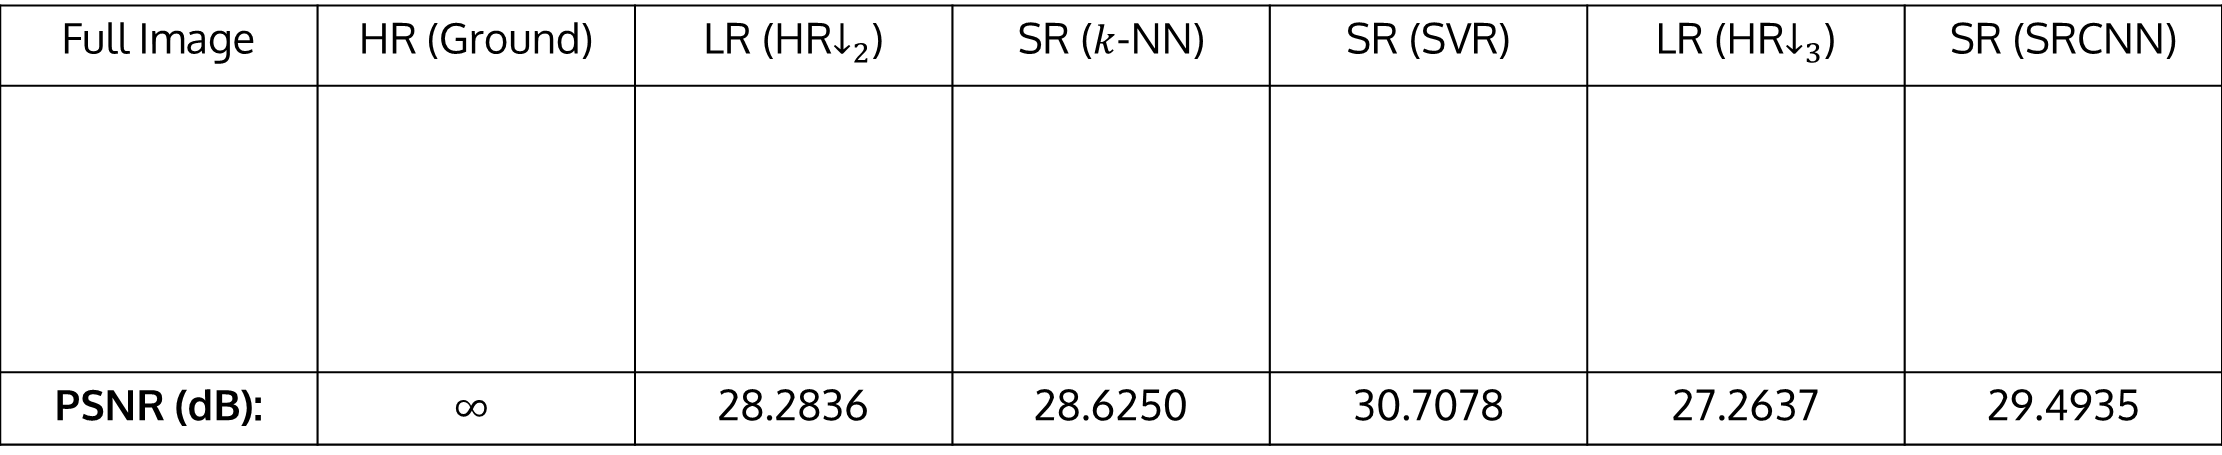 Full Image HR (Ground) LR (HR↓₂) SR (k-NN) SR (SVR) LR (HR↓₃) SR (SRCNN)
PSNR (dB): ∞ 28.2836 28.6250 30.7078 27.2637 29.4935